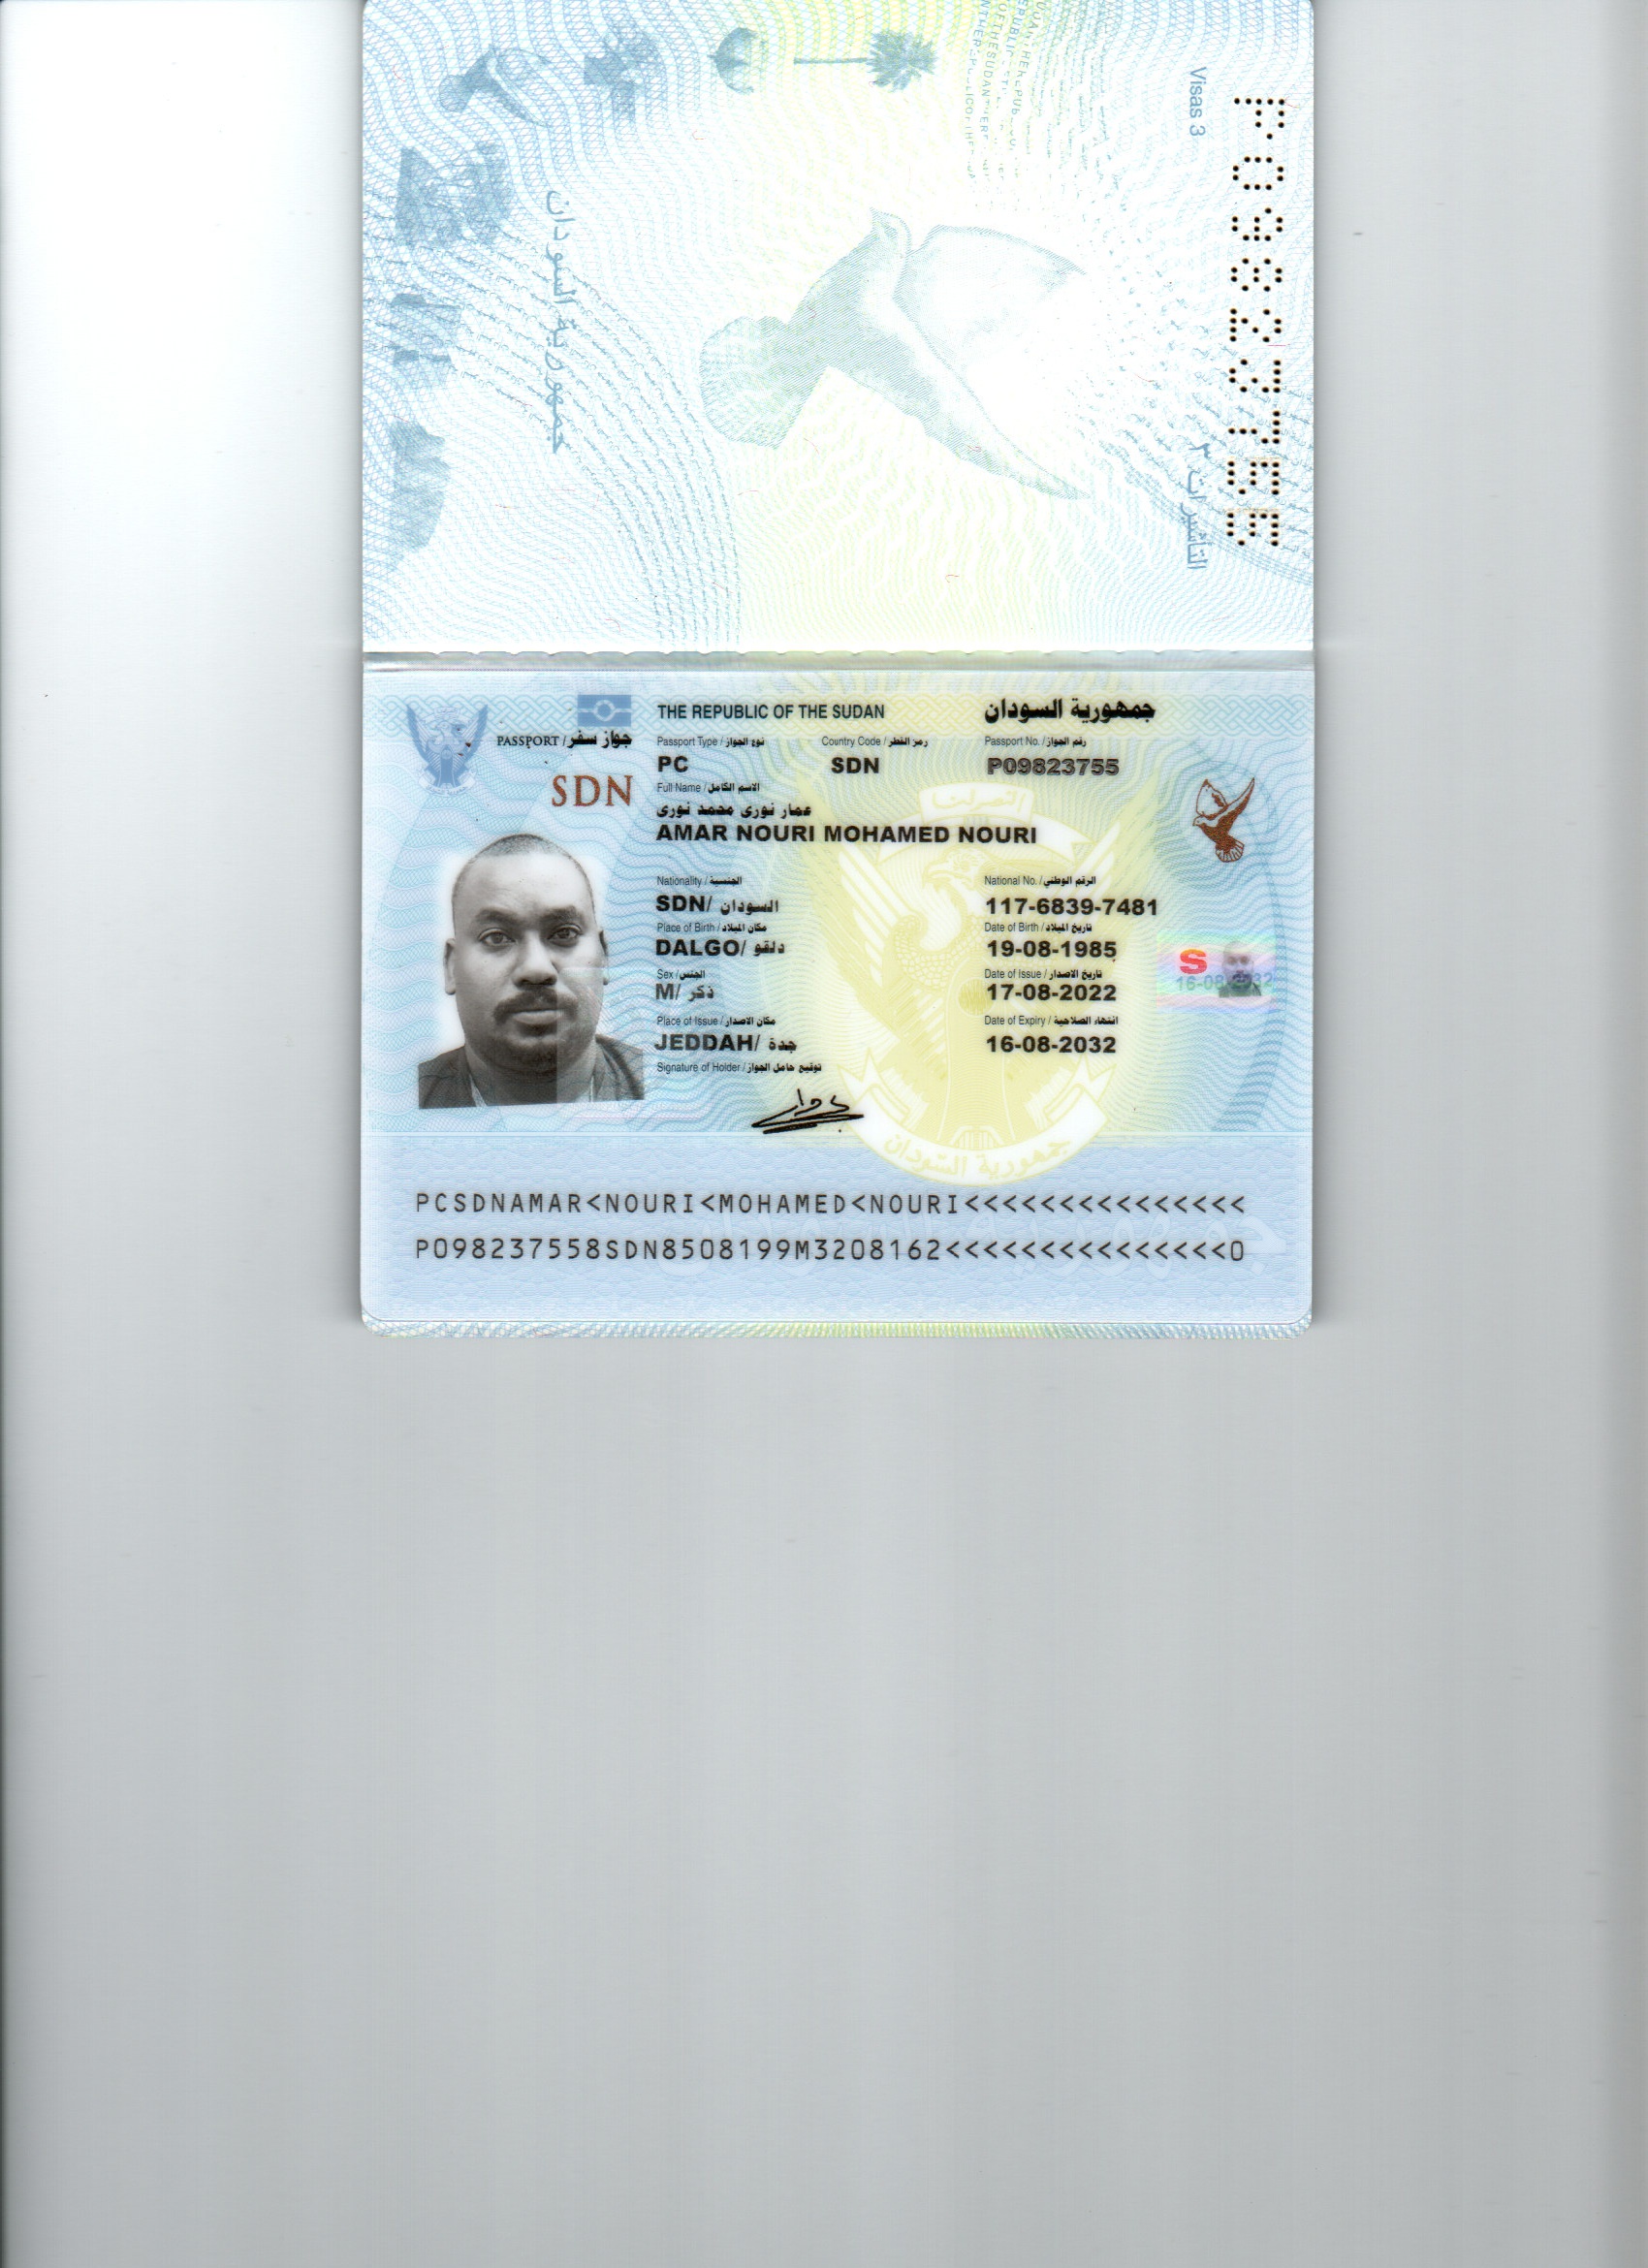 Visas 3
التأشيرات ٣
P09823755
جمهورية السودان
THE REPUBLIC OF THE SUDAN
جمهورية السودان
PASSPORT / جواز سفر
Passport Type / نوع الجواز
Country Code / رمز القطر
Passport No. / رقم الجواز
PC
SDN
P09823755
SDN
Full Name / الاسم الكامل
عمار نورى محمد نورى
AMAR NOURI MOHAMED NOURI
Nationality / الجنسية
National No. / الرقم الوطني
SDN/ السودان
117-6839-7481
Place of Birth / مكان الميلاد
Date of Birth / تاريخ الميلاد
DALGO/ دلقو
19-08-1985
Sex / الجنس
Date of Issue / تاريخ الاصدار
M/ ذكر
17-08-2022
S
16-08-2032
Place of Issue / مكان الاصدار
Date of Expiry / انتهاء الصلاحية
JEDDAH/ جدة
16-08-2032
Signature of Holder / توقيع حامل الجواز
النصر لنا
جمهورية السودان
PCSDNAMAR<NOURI<MOHAMED<NOURI<<<<<<<<<<<<<<<
P098237558SDN8508199M3208162<<<<<<<<<<<<<<<0